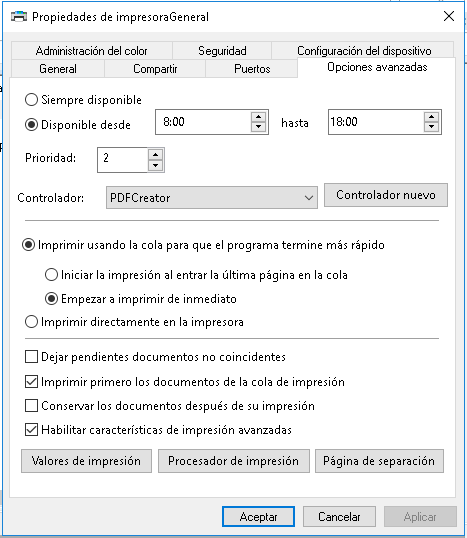 Propiedades de impresoraGeneral
Administración del color Seguridad Configuración del dispositivo
General Compartir Puertos Opciones avanzadas
Siempre disponible
Disponible desde 8:00 hasta 18:00
Prioridad: 2
Controlador: PDFCreator Controlador nuevo
Imprimir usando la cola para que el programa termine más rápido
Iniciar la impresión al entrar la última página en la cola
Empezar a imprimir de inmediato
Imprimir directamente en la impresora
Dejar pendientes documentos no coincidentes
Imprimir primero los documentos de la cola de impresión
Conservar los documentos después de su impresión
Habilitar características de impresión avanzadas
Valores de impresión Procesador de impresión Página de separación
Aceptar Cancelar Aplicar